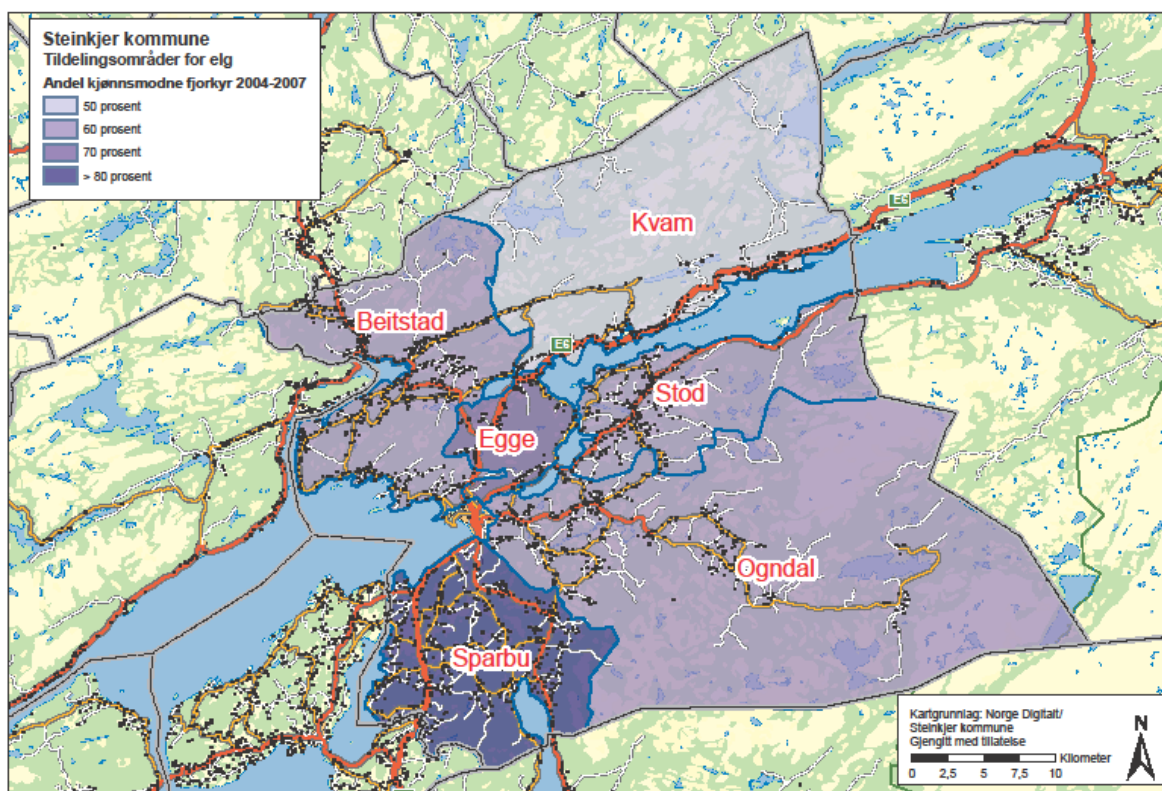 Steinkjer kommune
Tildelingsområder for elg
Andel kjønnsmodne fjorkyr 2004-2007
50 prosent
60 prosent
70 prosent
> 80 prosent
Kvam
E6
Beitstad
E6
Stod
Egge
Ogndal
Sparbu
Kartgrunnlag: Norge Digitalt/
Steinkjer kommune
Gjengitt med tillatelse
N
Kilometer
0 2,5 5 7,5 10